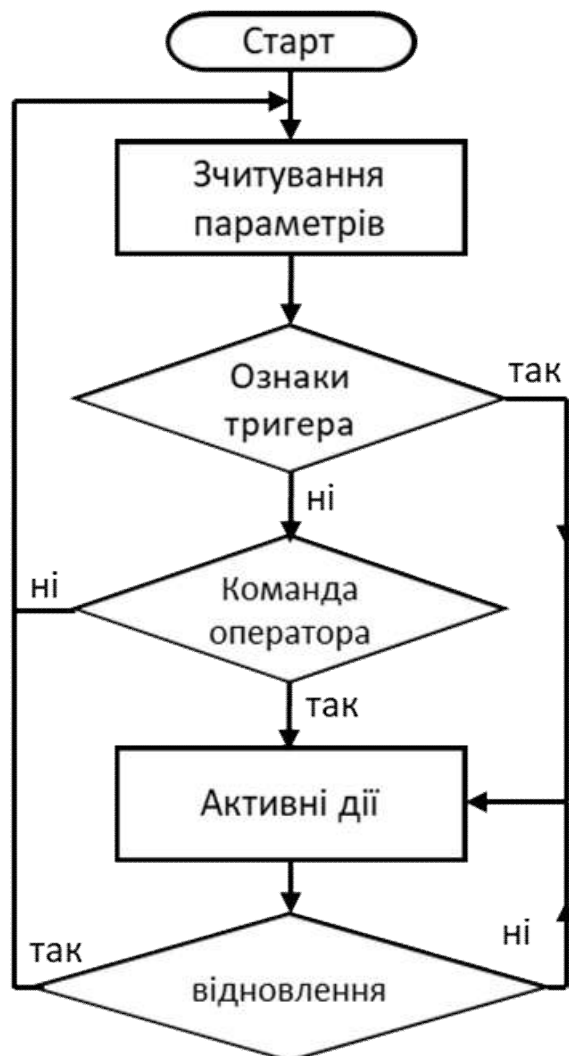 Старт
Зчитування
параметрів
Ознаки
тригера
так
ні
Команда
оператора
ні
так
Активні дії
так
ні
відновлення